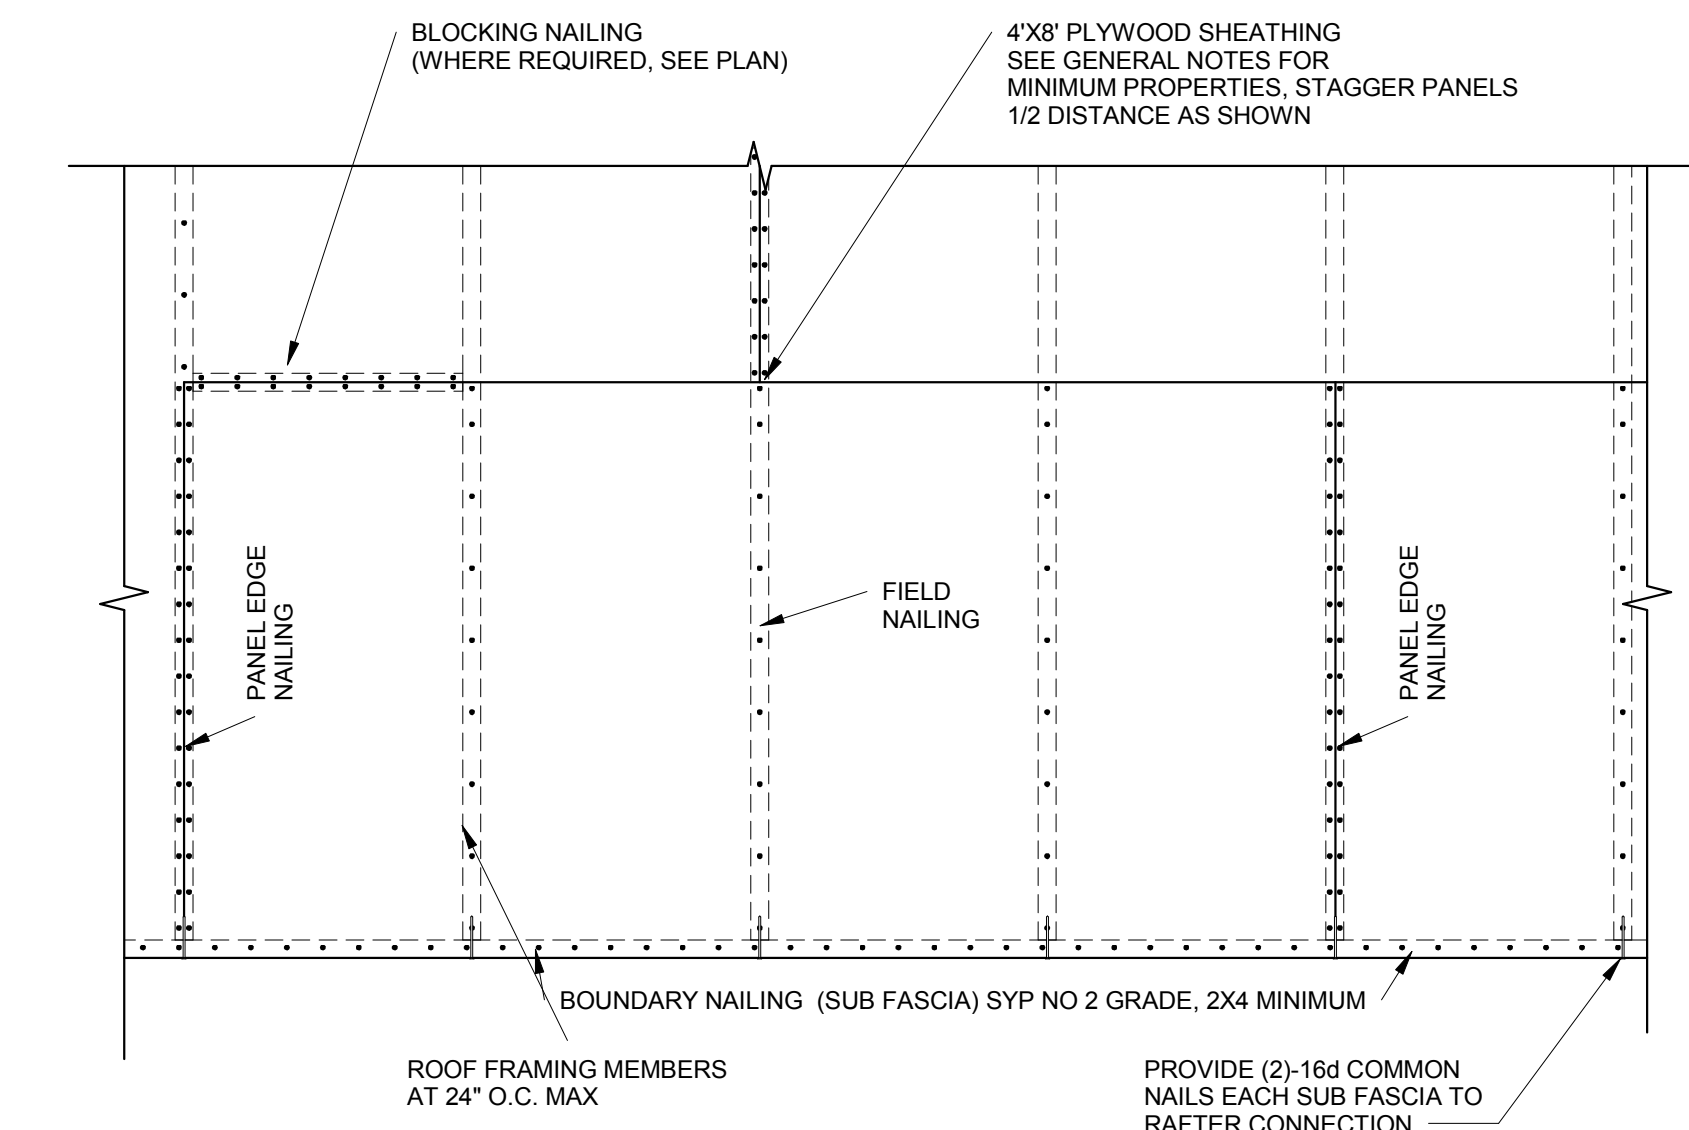 BLOCKING NAILING
(WHERE REQUIRED, SEE PLAN)
4'X8' PLYWOOD SHEATHING
SEE GENERAL NOTES FOR
MINIMUM PROPERTIES, STAGGER PANELS
1/2 DISTANCE AS SHOWN
PANEL EDGE
NAILING
FIELD
NAILING
PANEL EDGE
NAILING
BOUNDARY NAILING (SUB FASCIA) SYP NO 2 GRADE, 2X4 MINIMUM
ROOF FRAMING MEMBERS
AT 24" O.C. MAX
PROVIDE (2)-16d COMMON
NAILS EACH SUB FASCIA TO
RAFTER CONNECTION